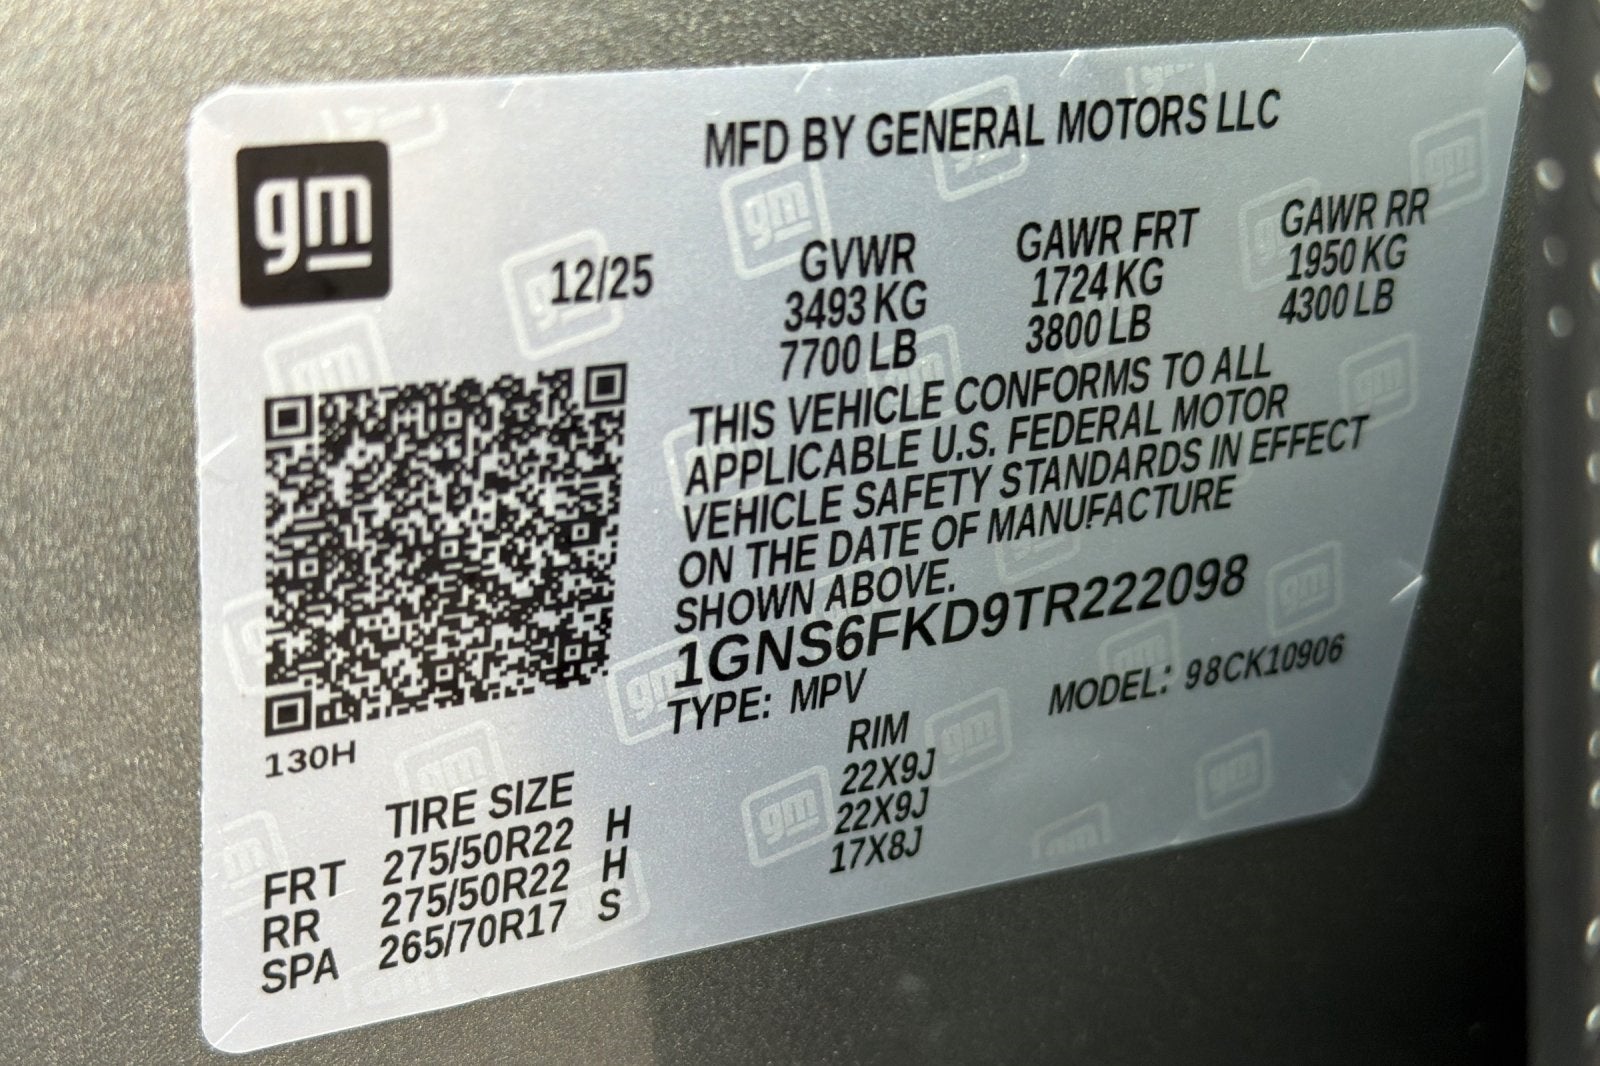 gm
MFD BY GENERAL MOTORS LLC
12/25
GVWR GAWR FRT GAWR RR
3493 KG 1724 KG 1950 KG
7700 LB 3800 LB 4300 LB
THIS VEHICLE CONFORMS TO ALL
APPLICABLE U.S. FEDERAL MOTOR
VEHICLE SAFETY STANDARDS IN EFFECT
ON THE DATE OF MANUFACTURE
SHOWN ABOVE.
1GNS6FKD9TR222098
TYPE: MPV MODEL: 98CK10906
130H
TIRE SIZE RIM
FRT 275/50R22 H 22X9J
RR 275/50R22 H 22X9J
SPA 265/70R17 S 17X8J